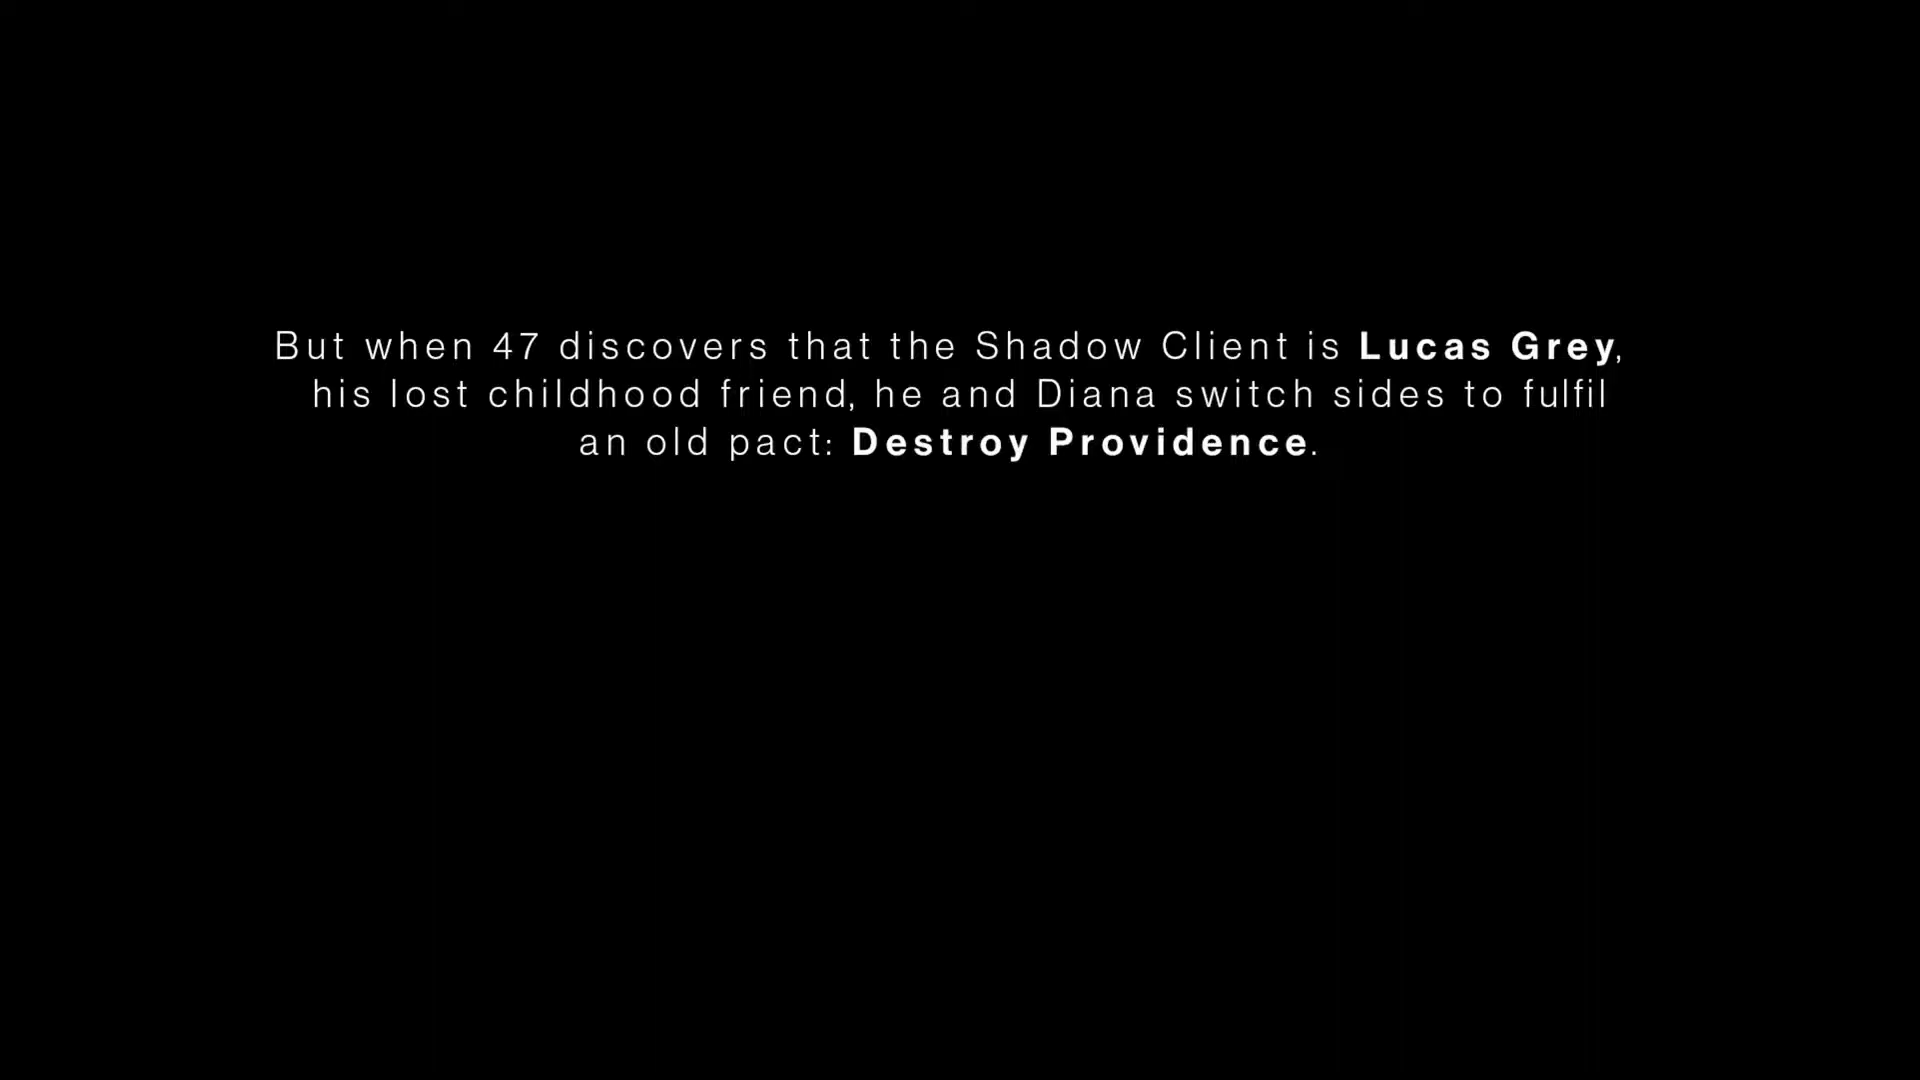 But when 47 discovers that the Shadow Client is Lucas Grey,
his lost childhood friend, he and Diana switch sides to fulfil
an old pact: Destroy Providence.